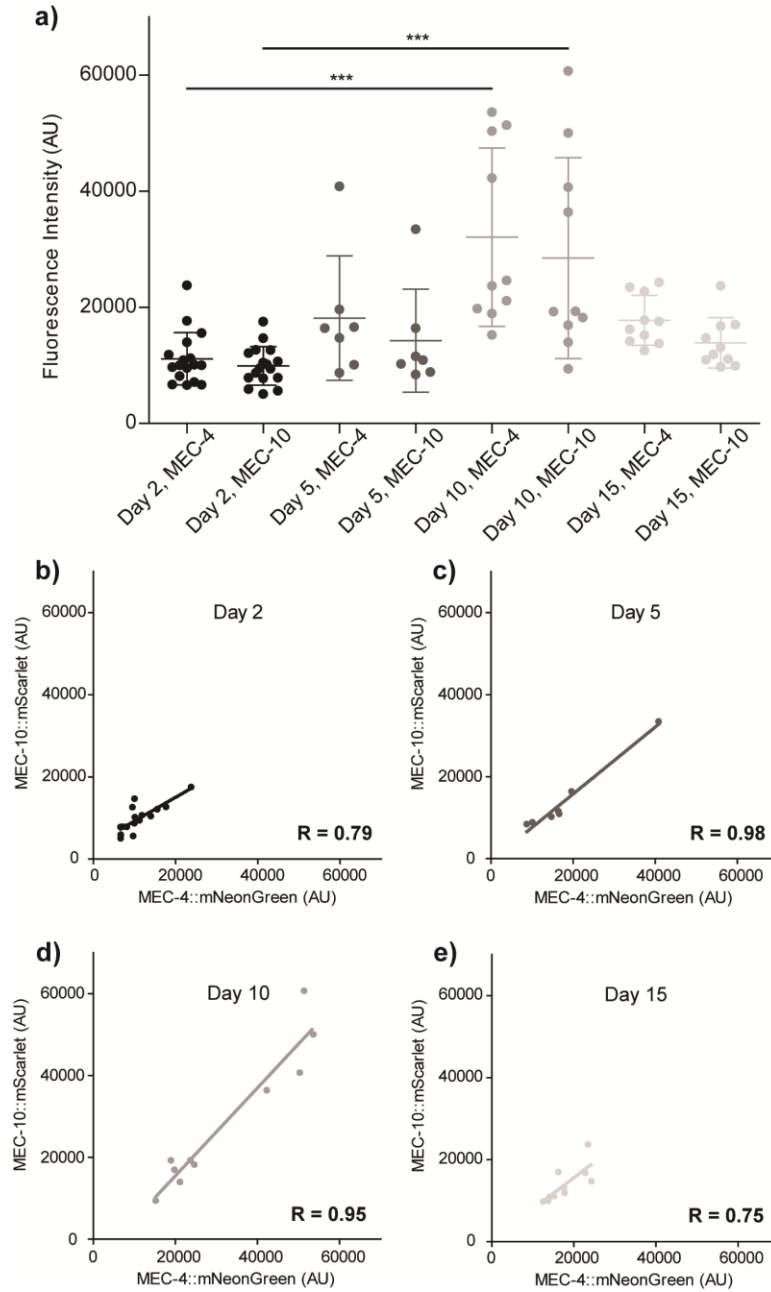 a)
***
***
Fluorescence Intensity (AU)
60000
40000
20000
0
Day 2, MEC-4
Day 2, MEC-10
Day 5, MEC-4
Day 5, MEC-10
Day 10, MEC-4
Day 10, MEC-10
Day 15, MEC-4
Day 15, MEC-10
b)
Day 2
MEC-10::mScarlet (AU)
60000
40000
20000
0
R = 0.79
0 20000 40000 60000
MEC-4::mNeonGreen (AU)
c)
Day 5
MEC-10::mScarlet (AU)
60000
40000
20000
0
R = 0.98
0 20000 40000 60000
MEC-4::mNeonGreen (AU)
d)
Day 10
MEC-10::mScarlet (AU)
60000
40000
20000
0
R = 0.95
0 20000 40000 60000
MEC-4::mNeonGreen (AU)
e)
Day 15
MEC-10::mScarlet (AU)
60000
40000
20000
0
R = 0.75
0 20000 40000 60000
MEC-4::mNeonGreen (AU)